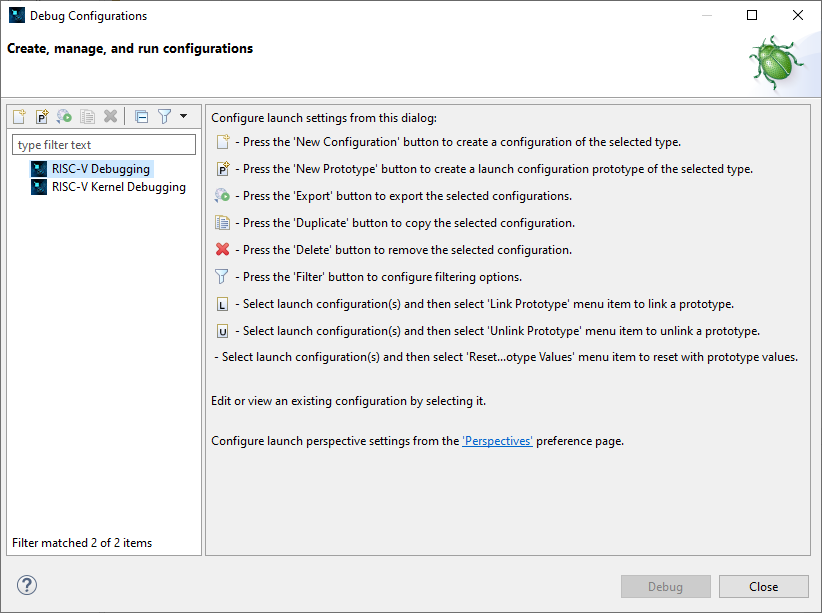 Debug Configurations
Create, manage, and run configurations
P
type filter text
RISC-V Debugging
RISC-V Kernel Debugging
Filter matched 2 of 2 items
Configure launch settings from this dialog:
- Press the 'New Configuration' button to create a configuration of the selected type.
P - Press the 'New Prototype' button to create a launch configuration prototype of the selected type.
- Press the 'Export' button to export the selected configurations.
- Press the 'Duplicate' button to copy the selected configuration.
- Press the 'Delete' button to remove the selected configuration.
- Press the 'Filter' button to configure filtering options.
L - Select launch configuration(s) and then select 'Link Prototype' menu item to link a prototype.
U - Select launch configuration(s) and then select 'Unlink Prototype' menu item to unlink a prototype.
- Select launch configuration(s) and then select 'Reset...otype Values' menu item to reset with prototype values.
Edit or view an existing configuration by selecting it.
Configure launch perspective settings from the 'Perspectives' preference page.
?
Debug
Close